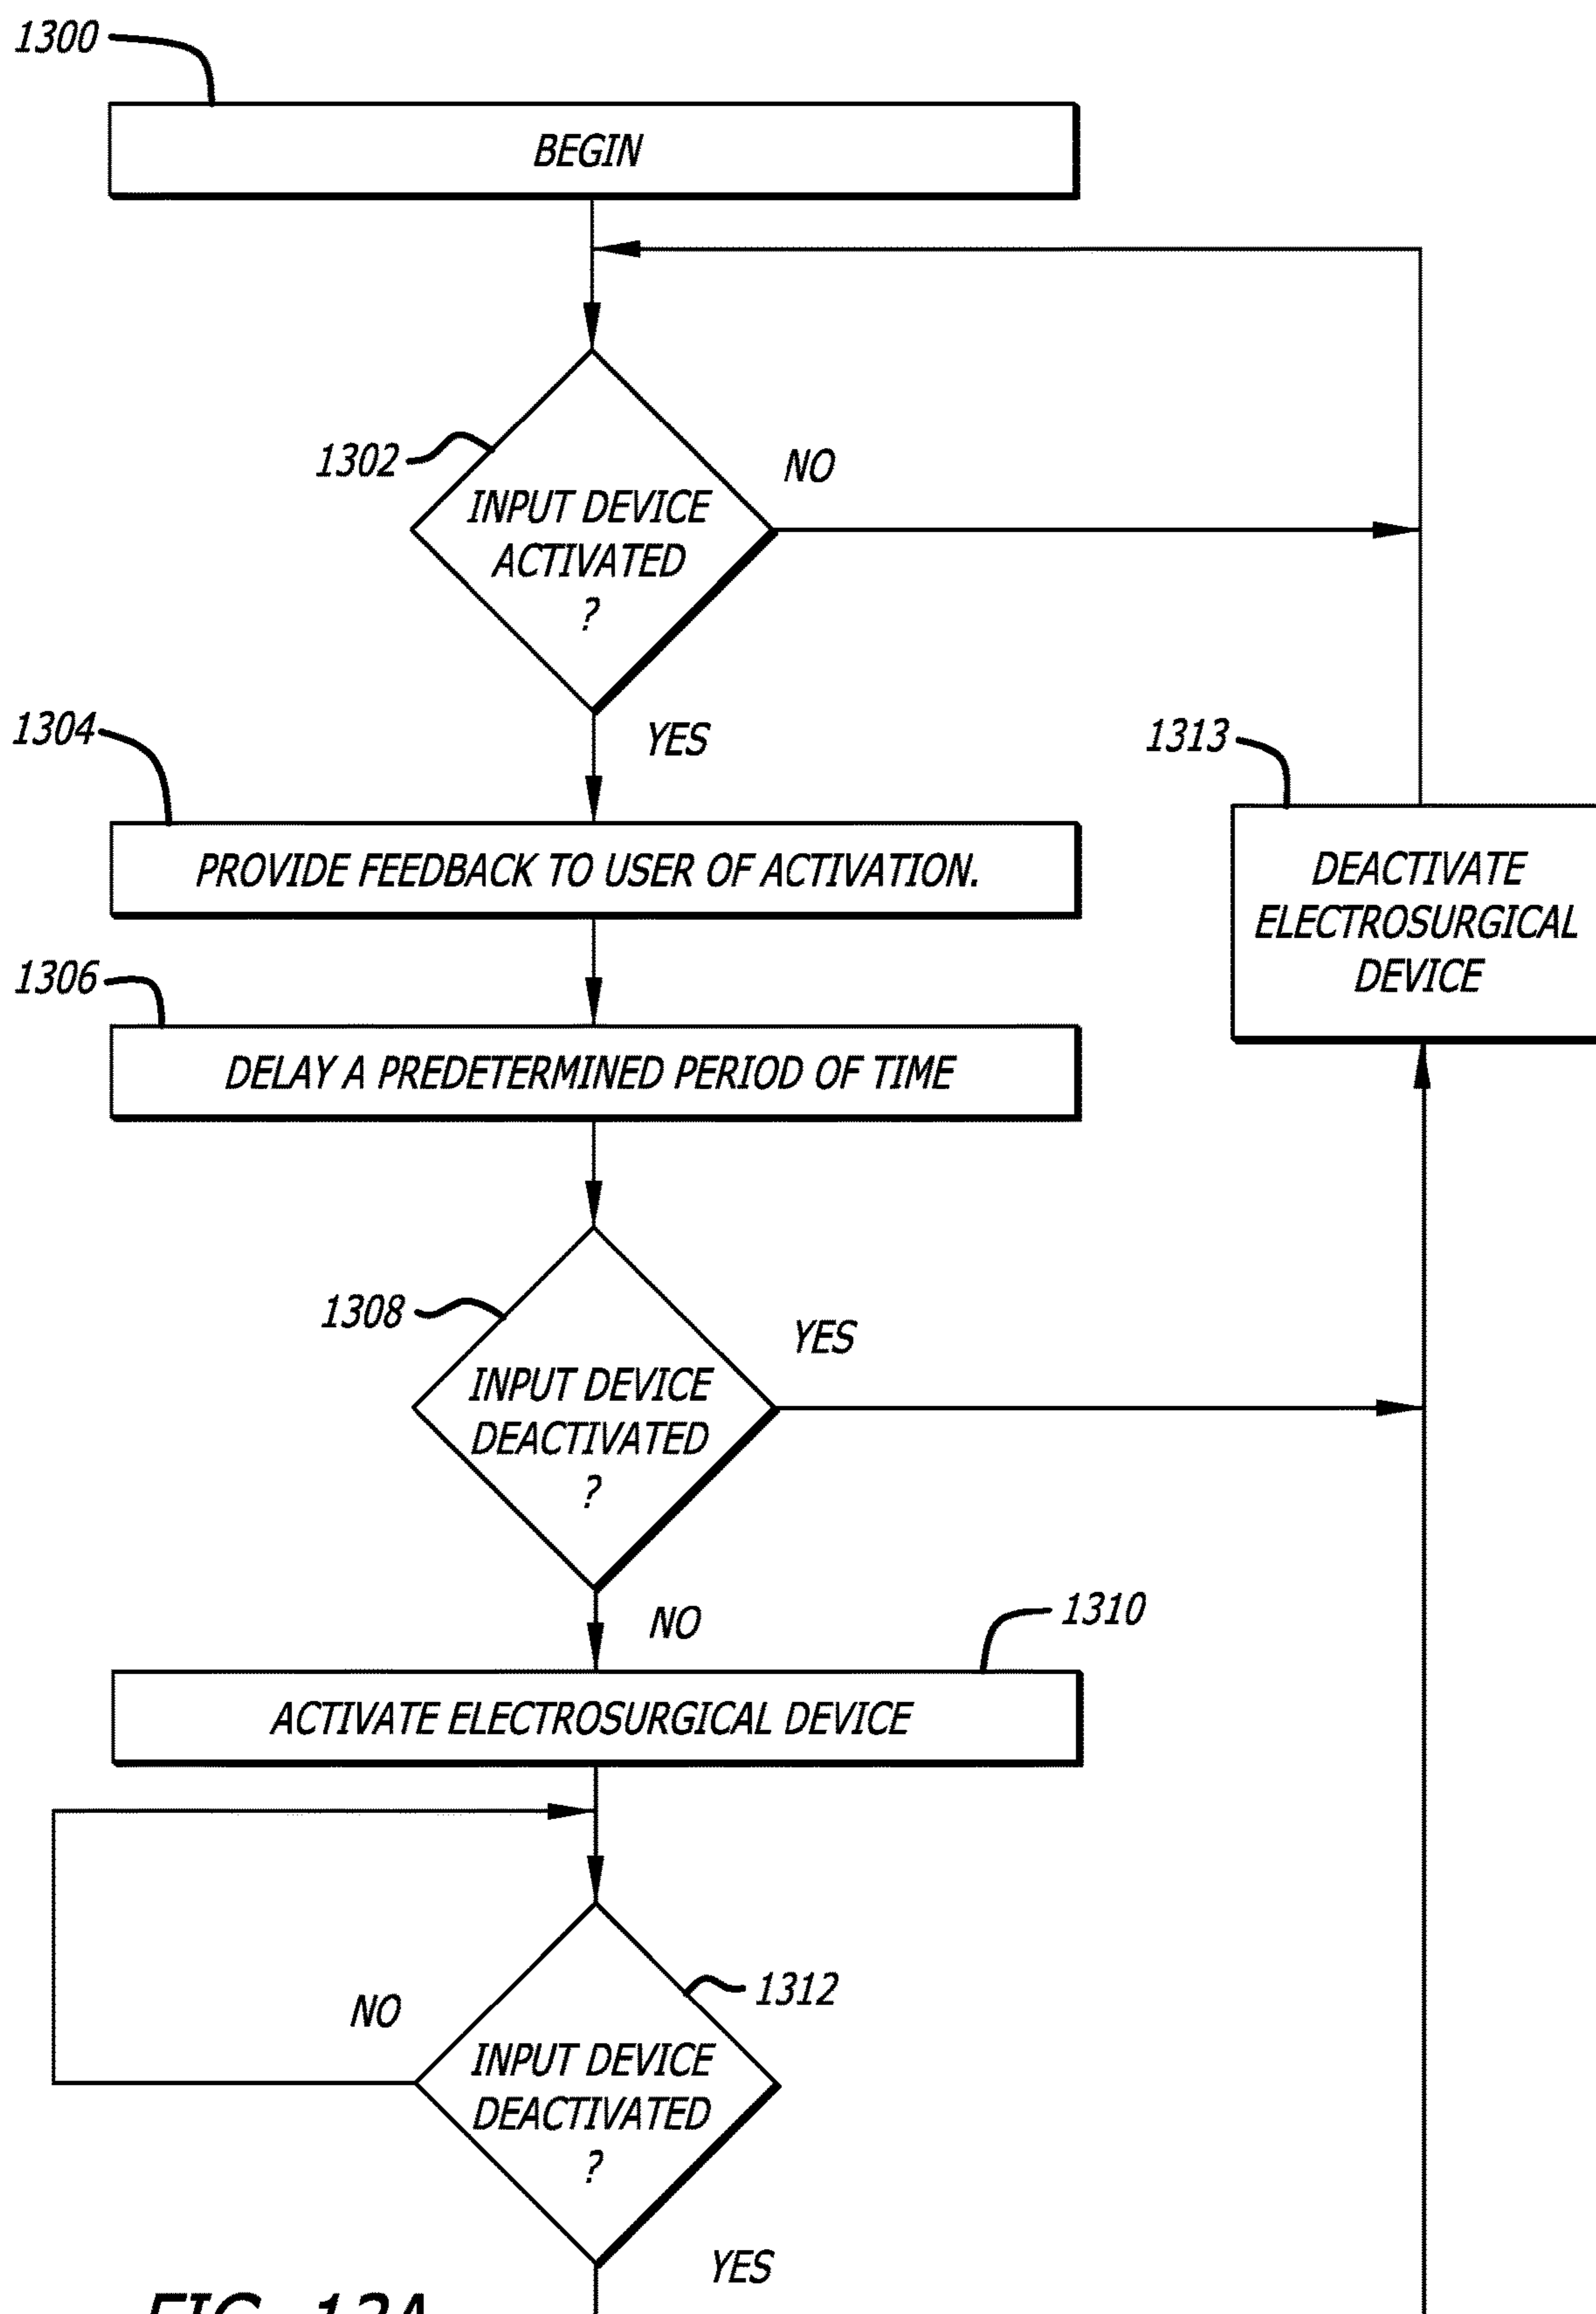 1300
BEGIN
1302
NO
INPUT DEVICE
ACTIVATED
?
YES
1304
PROVIDE FEEDBACK TO USER OF ACTIVATION.
1313
DEACTIVATE
ELECTROSURGICAL
DEVICE
1306
DELAY A PREDETERMINED PERIOD OF TIME
1308
YES
INPUT DEVICE
DEACTIVATED
?
NO
1310
ACTIVATE ELECTROSURGICAL DEVICE
1312
NO
INPUT DEVICE
DEACTIVATED
?
YES
FIG. 13A